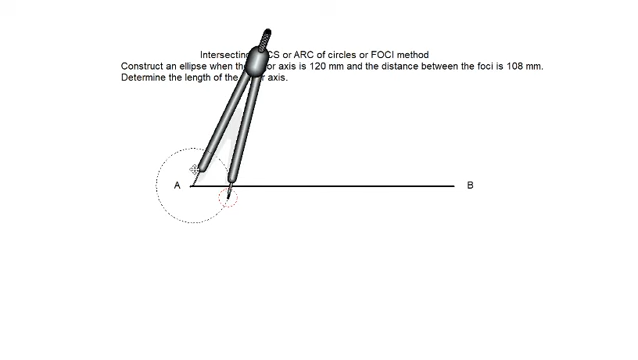 Intersecting CS or ARC of circles or FOCI method
Construct an ellipse when the or axis is 120 mm and the distance between the foci is 108 mm.
Determine the length of the axis.
A B